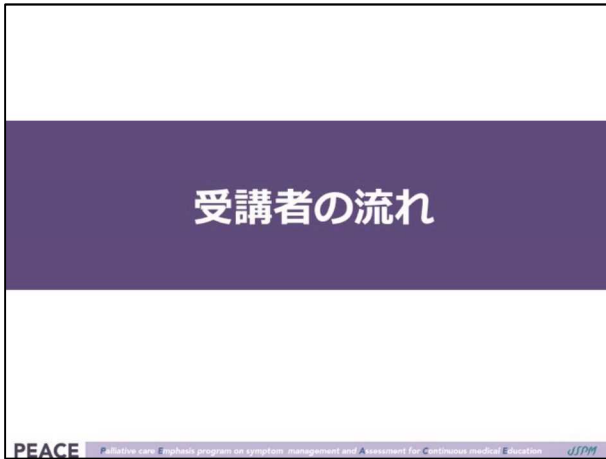 受講者の流れ
PEACE Palliative care Emphasis program on symptom management and Assessment for Continuous medical Education JSPM